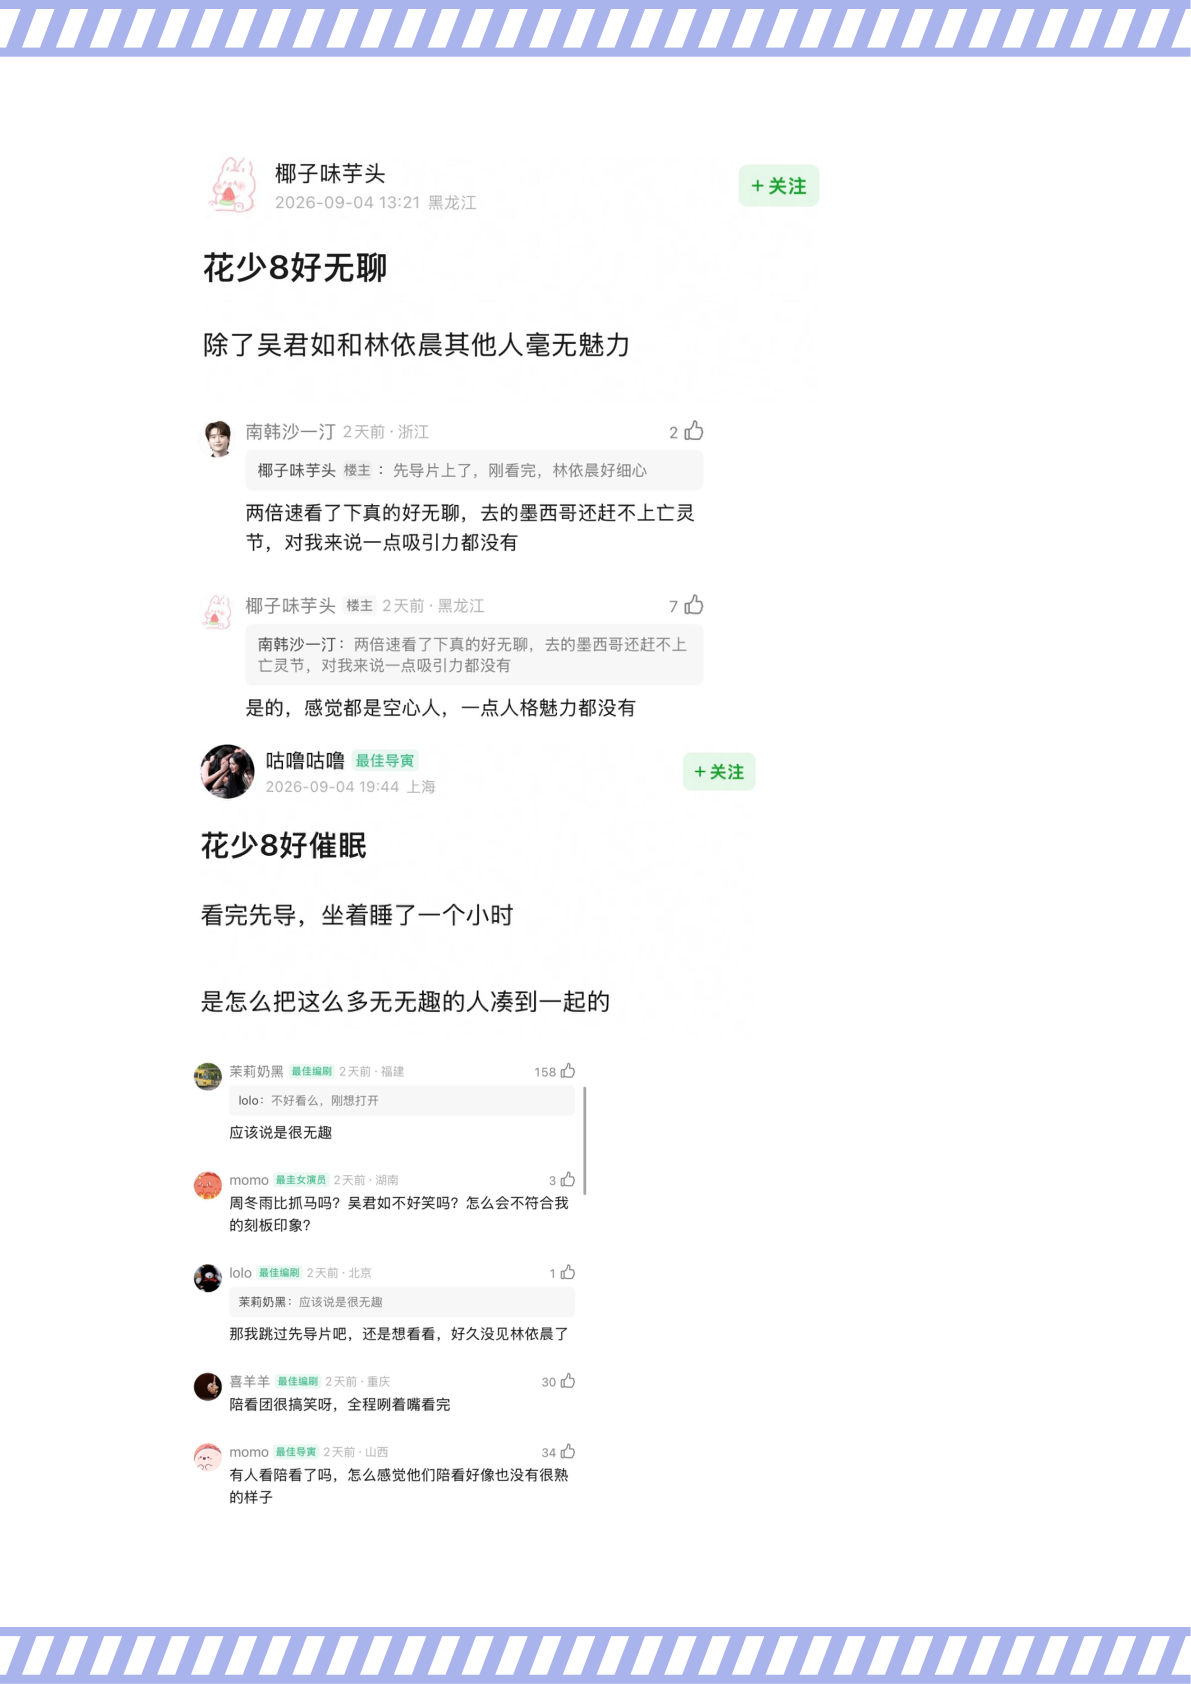 椰子味芋头
2026-09-04 13:21 黑龙江
+关注
花少8好无聊
除了吴君如和林依晨其他人毫无魅力
南韩沙一汀 2天前·浙江
2
椰子味芋头 楼主 : 先导片上了，刚看完，林依晨好细心
两倍速看了下真的好无聊，去的墨西哥还赶不上亡灵
节，对我来说一点吸引力都没有
椰子味芋头 楼主 2天前·黑龙江
7
南韩沙一汀：两倍速看了下真的好无聊，去的墨西哥还赶不上
亡灵节，对我来说一点吸引力都没有
是的，感觉都是空心人，一点人格魅力都没有
咕噜咕噜 最佳导寅
2026-09-04 19:44 上海
+关注
花少8好催眠
看完先导，坐着睡了一个小时
是怎么把这么多无无趣的人凑到一起的
茉莉奶黑 最佳编刷 2天前·福建
158
lolo：不好看么，刚想打开
应该说是很无趣
momo 最圭女演员 2天前·湖南
3
周冬雨比抓马吗？吴君如不好笑吗？怎么会不符合我
的刻板印象？
lolo 最佳编刷 2天前·北京
1
茉莉奶黑：应该说是很无趣
那我跳过先导片吧，还是想看看，好久没见林依晨了
喜羊羊 最佳编刷 2天前·重庆
30
陪看团很搞笑呀，全程咧着嘴看完
momo 最佳导寅 2天前·山西
34
有人看陪看了吗，怎么感觉他们陪看好像也没有很熟
的样子